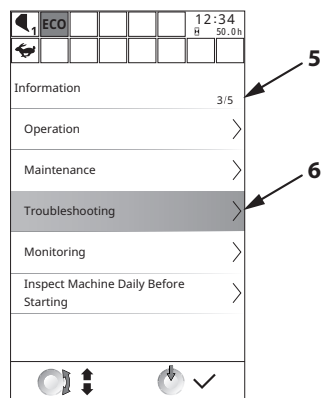 1 ECO 12:34
50.0h
Information
3/5
5
Operation
Maintenance
6
Troubleshooting
Monitoring
Inspect Machine Daily Before
Starting